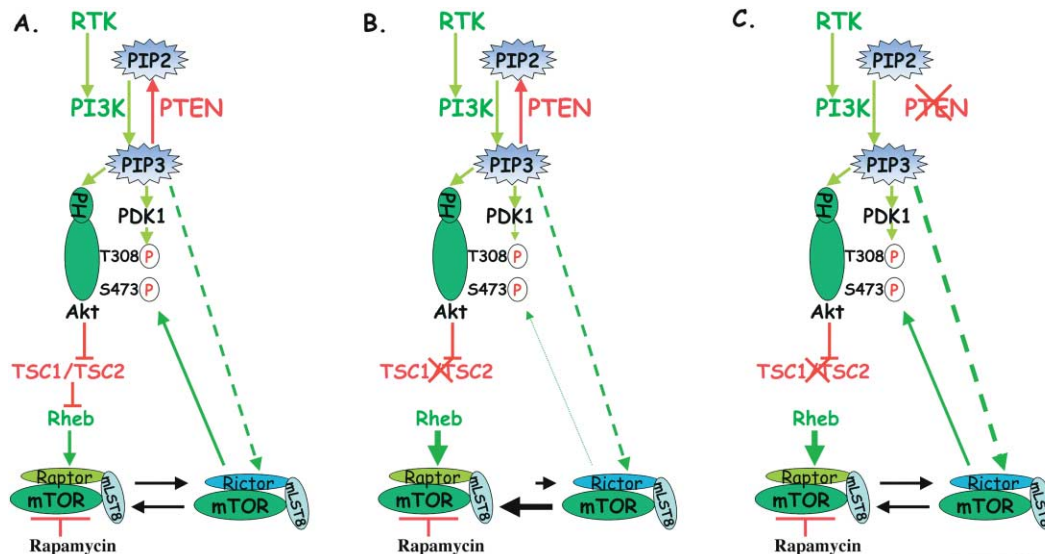 A.
RTK
PIP2
PI3K
PTEN
PIP3
PH
PDK1
T308 P
S473 P
Akt
TSC1/TSC2
Rheb
Raptor
mTOR
mLST8
Rictor
mTOR
mLST8
Rapamycin
B.
RTK
PIP2
PI3K
PTEN
PIP3
PH
PDK1
T308 P
S473 P
Akt
TSC1/TSC2
Rheb
Raptor
mTOR
mLST8
Rictor
mTOR
mLST8
Rapamycin
C.
RTK
PIP2
PI3K
PTEN
PIP3
PH
PDK1
T308 P
S473 P
Akt
TSC1/TSC2
Rheb
Raptor
mTOR
mLST8
Rictor
mTOR
mLST8
Rapamycin